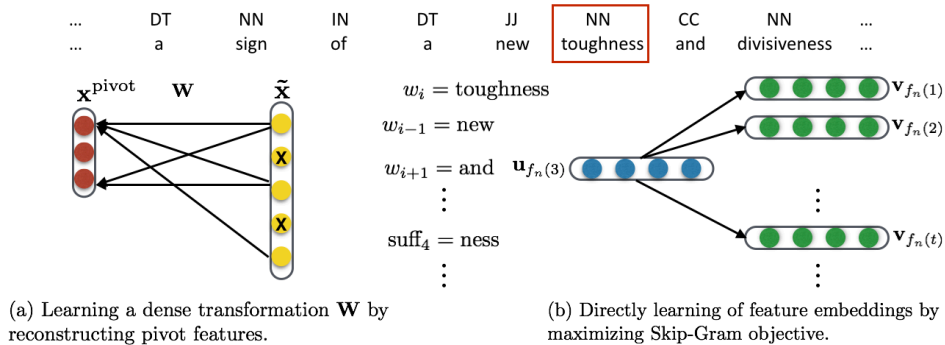 ... DT NN IN DT JJ NN CC NN ...
... a sign of a new toughness and divisiveness ...
x^pivot W x̃
X
X
w_i = toughness
w_{i−1} = new
w_{i+1} = and
⋮
suff_4 = ness
⋮
u_{f_n(3)}
v_{f_n(1)}
v_{f_n(2)}
⋮
v_{f_n(t)}
⋮
(a) Learning a dense transformation W by
reconstructing pivot features.
(b) Directly learning of feature embeddings by
maximizing Skip-Gram objective.